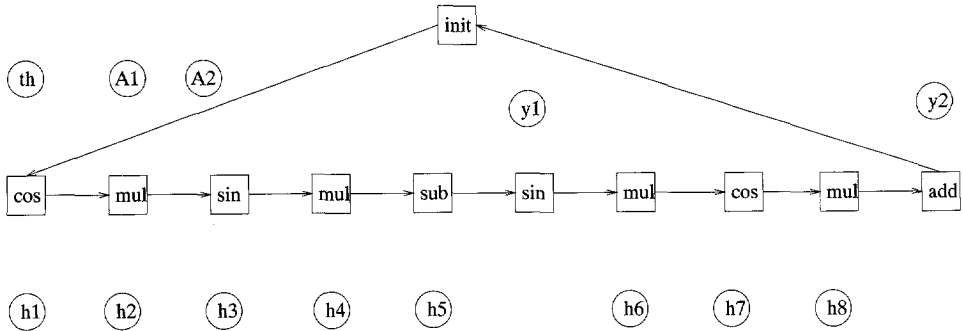 init
th A1 A2
y1 y2
cos mul sin mul sub sin mul cos mul add
h1 h2 h3 h4 h5 h6 h7 h8